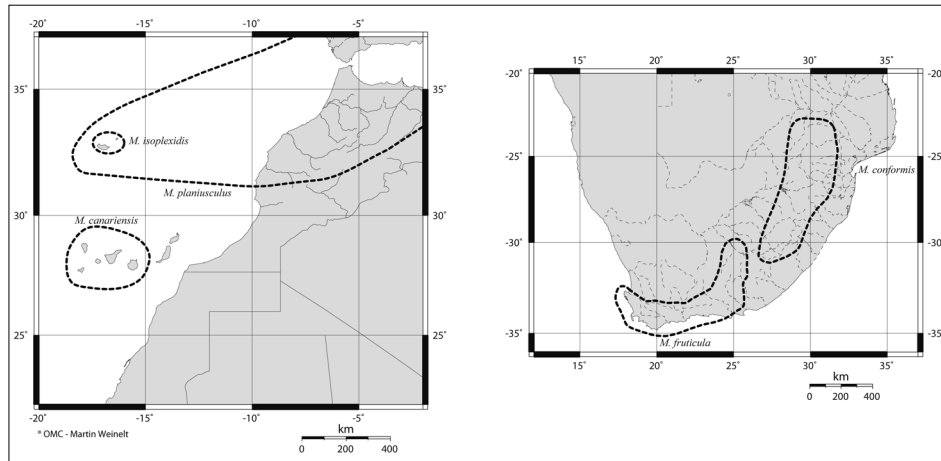 -20° -15° -10° -5°
35° 35°
M. isoplexidis
M. planiusculus
30° 30°
M. canariensis
25° 25°
-20° -15° -10° -5°
° OMC - Martin Weinelt
km
0 200 400
15° 20° 25° 30° 35°
-20° -20°
-25° -25°
M. conformis
-30° -30°
-35° -35°
M. fruticula
15° 20° 25° 30° 35°
km
0 200 400